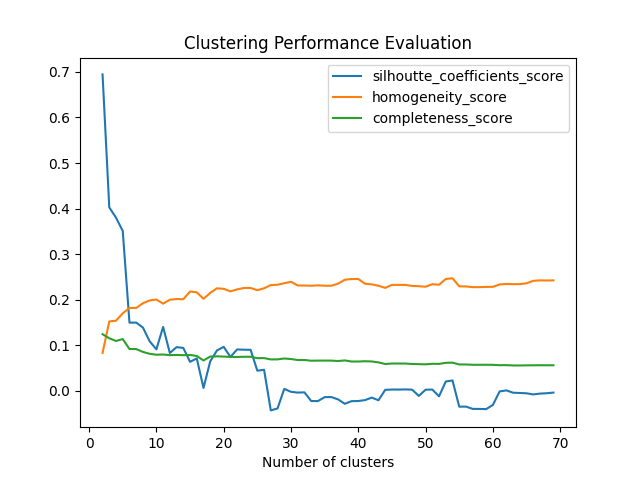 Clustering Performance Evaluation
silhoutte_coefficients_score
homogeneity_score
completeness_score
0.7
0.6
0.5
0.4
0.3
0.2
0.1
0.0
0 10 20 30 40 50 60 70
Number of clusters